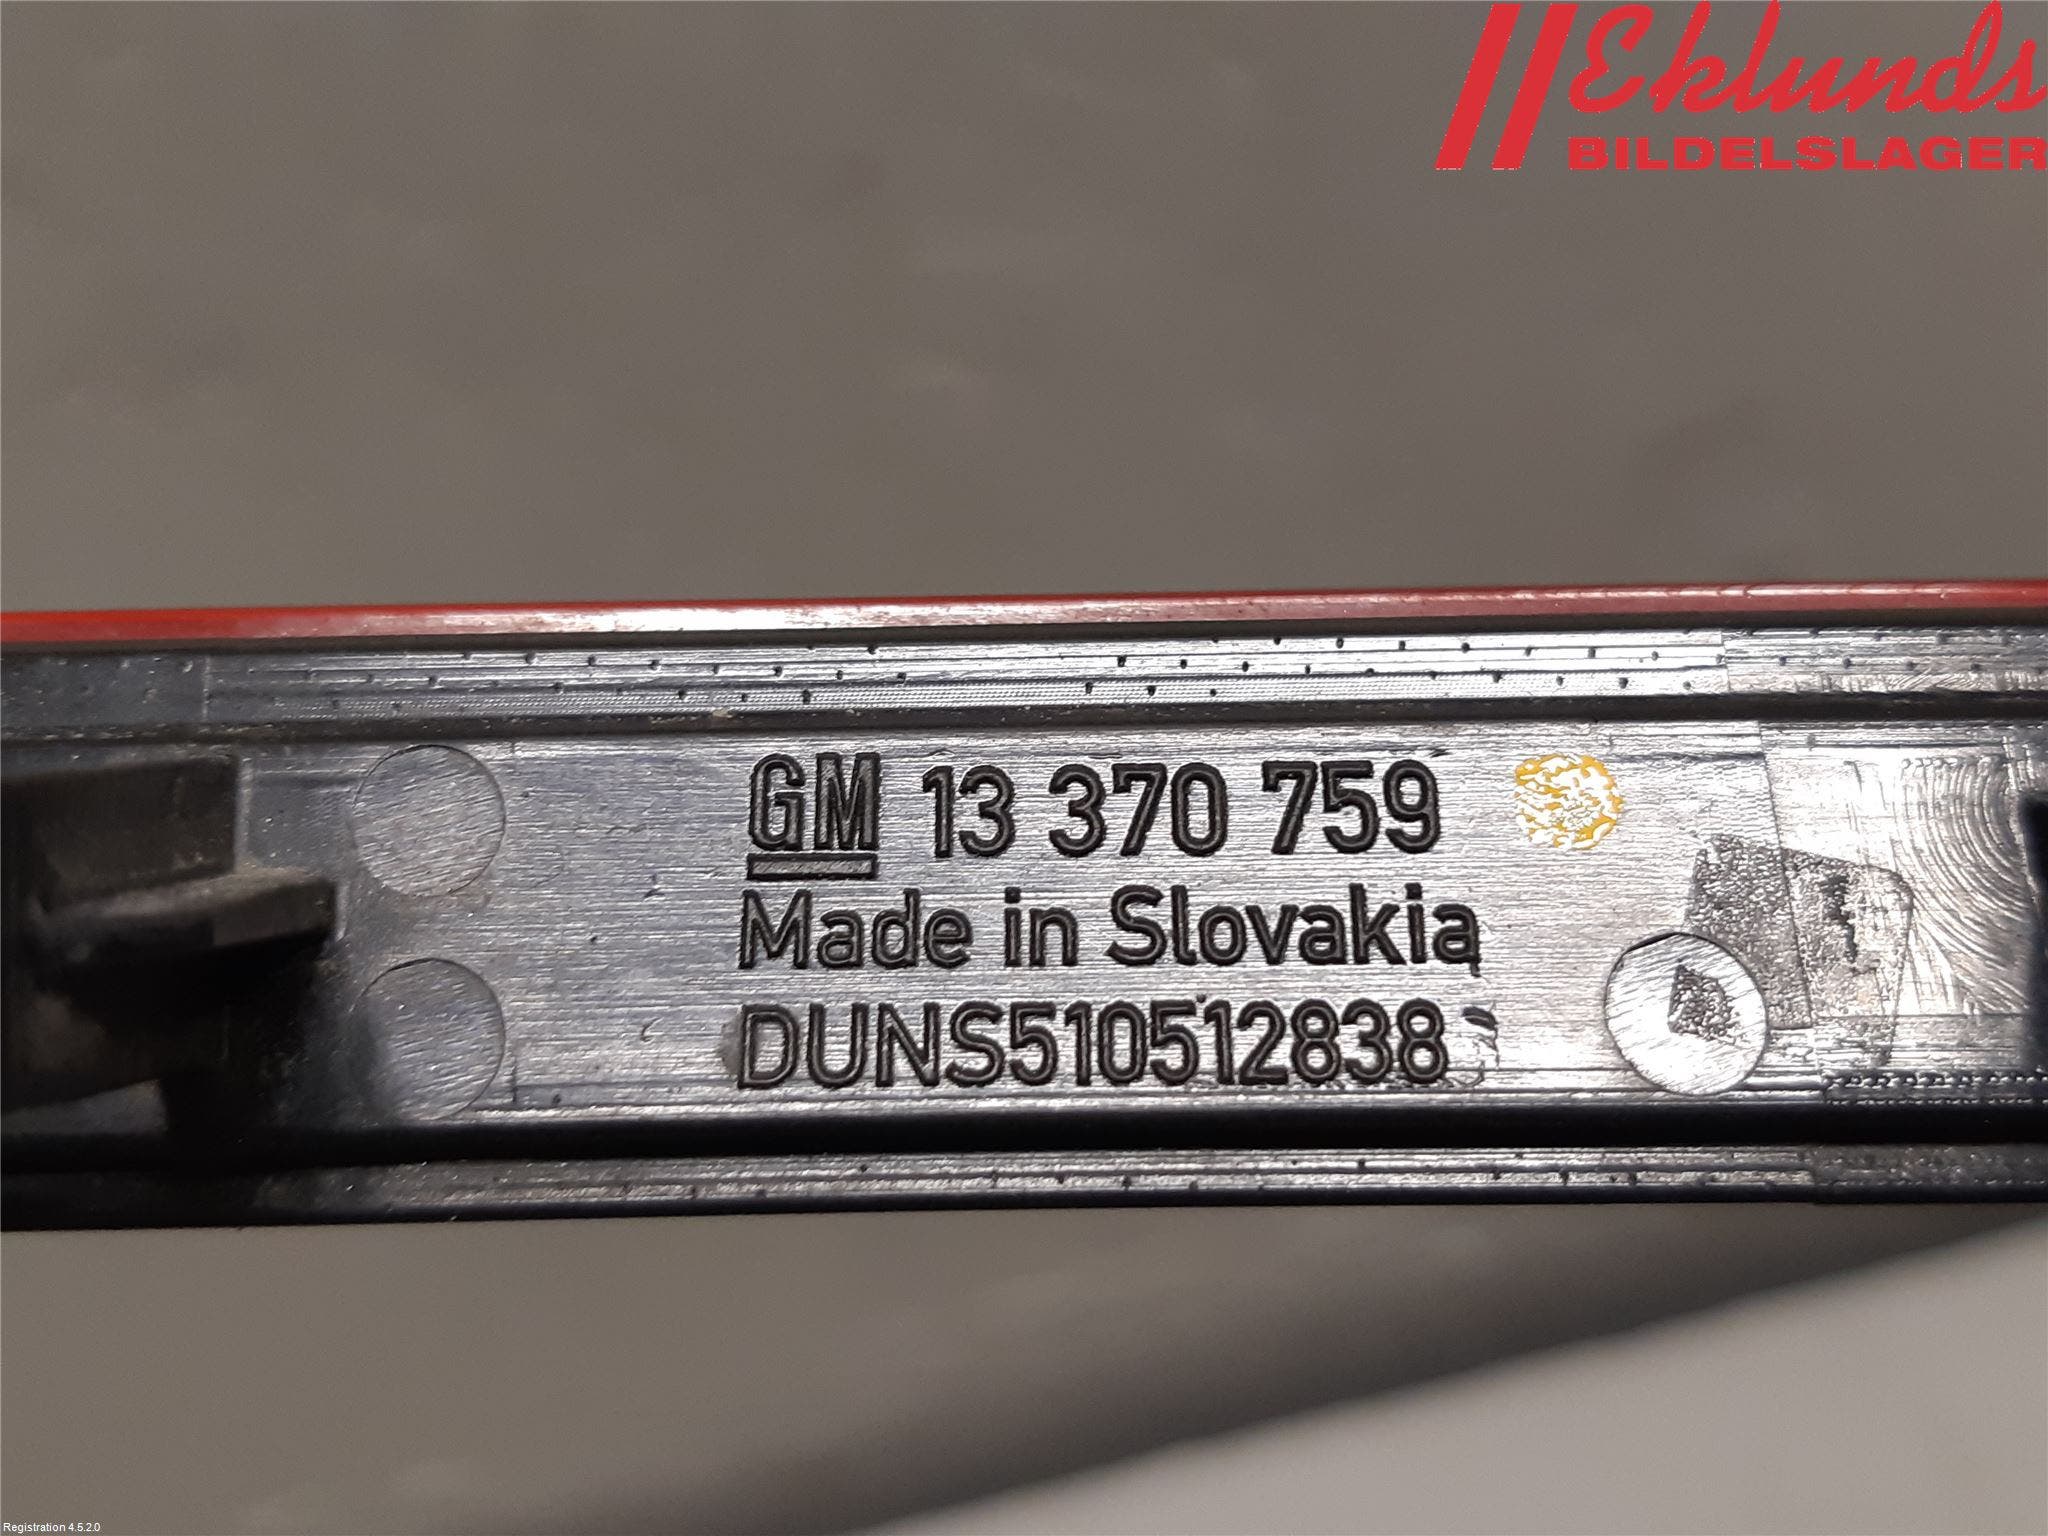 Eklunds
BILDELSLAGER
GM 13 370 759
Made in Slovakia
DUNS510512838
Registration 4.5.2.0